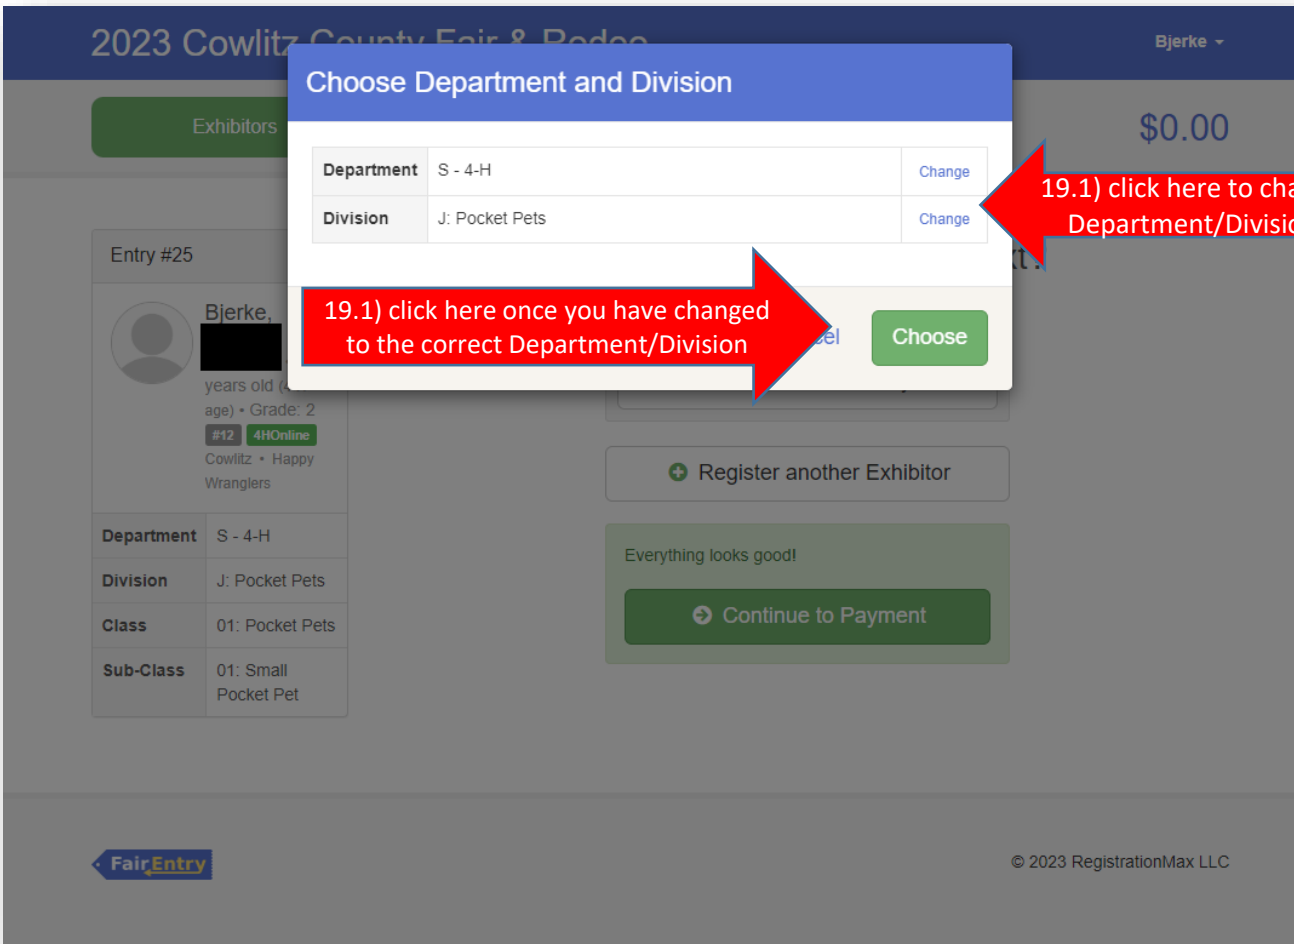 2023 Cowlitz County Fair & Rodeo
Bjerke
Choose Department and Division
Exhibitors
$0.00
Department S - 4-H Change
Division J: Pocket Pets Change
19.1) click here to
Entry #25
19.1) click here once you have changed
to the correct Department/Division
Choose
Bjerke,
years old
age) • Grade: 2
#12 4HOnline
Cowlitz • Happy
Wranglers
Register another Exhibitor
Department S - 4-H
Division J: Pocket Pets
Class 01: Pocket Pets
Sub-Class 01: Small
Pocket Pet
Everything looks good!
Continue to Payment
FairEntry
© 2023 RegistrationMax LLC